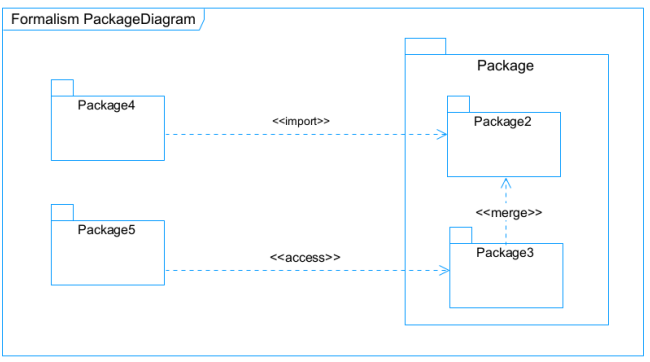 Formalism PackageDiagram
Package
Package4
<<import>>
Package2
<<merge>>
Package5
<<access>>
Package3